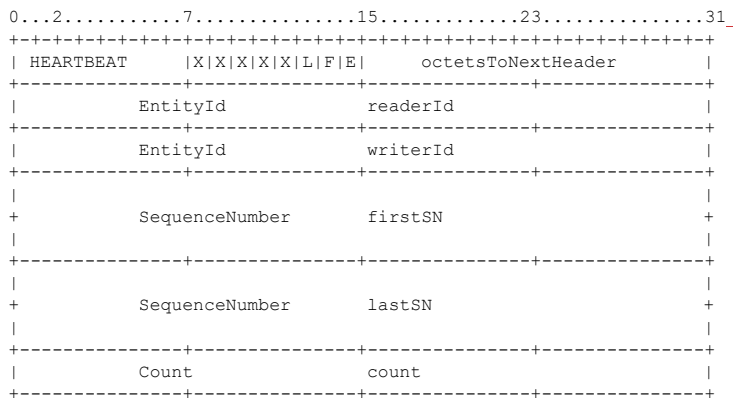 0...2...........7...............15.............23...............31
+-+-+-+-+-+-+-+-+-+-+-+-+-+-+-+-+-+-+-+-+-+-+-+-+-+-+-+-+-+-+-+-+
| HEARTBEAT |X|X|X|X|X|L|F|E| octetsToNextHeader |
+---------------+---------------+---------------+---------------+
| EntityId readerId |
+---------------+---------------+---------------+---------------+
| EntityId writerId |
+---------------+---------------+---------------+---------------+
| |
+ SequenceNumber firstSN +
| |
+---------------+---------------+---------------+---------------+
| |
+ SequenceNumber lastSN +
| |
+---------------+---------------+---------------+---------------+
| Count count |
+---------------+---------------+---------------+---------------+